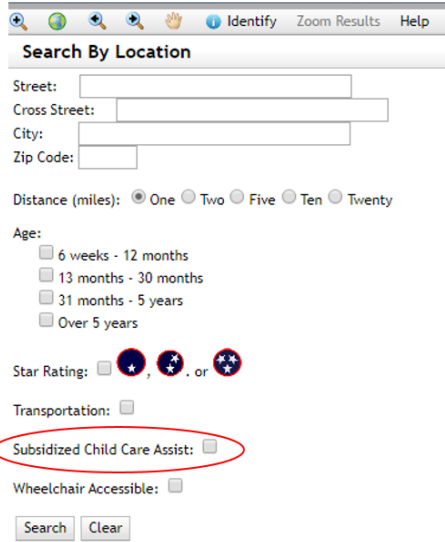 Identify Zoom Results Help
Search By Location
Street:
Cross Street:
City:
Zip Code:
Distance (miles): One Two Five Ten Twenty
Age:
6 weeks - 12 months
13 months - 30 months
31 months - 5 years
Over 5 years
Star Rating: , . or
Transportation:
Subsidized Child Care Assist:
Wheelchair Accessible:
Search Clear